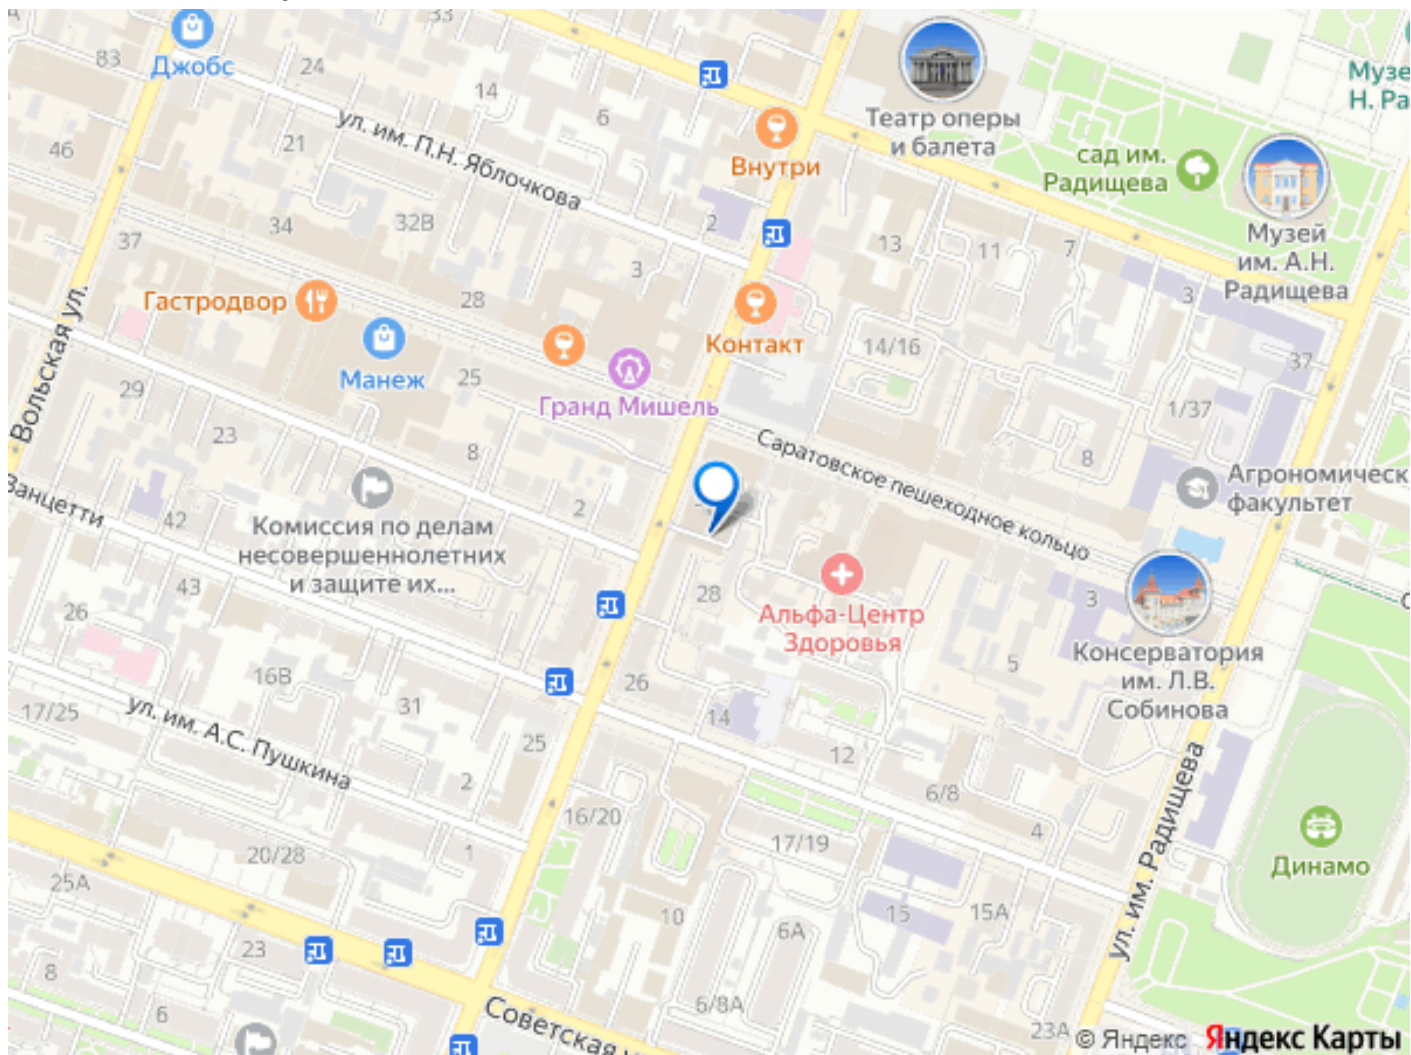 33
83
Джобс
24
14
6
Театр оперы
и балета
Музе
Н. Ра
ул. им. П.Н. Яблочкова
Внутри
сад им.
Радищева
46
21
34
32В
2
13
11
7
Музей
им. А.Н.
Радищева
37
3
28
Гастродвор
3
Контакт
14/16
37
Вольская ул.
Манеж
25
Гранд Мишель
29
1/37
23
8
Саратовское пешеходное кольцо
8
Агрономическ
факультет
Занцетти
42
Комиссия по делам
несовершеннолетних
и защите их...
2
43
28
Альфа-Центр
Здоровья
3
26
Консерватория
им. Л.В.
Собинова
5
16В
26
17/25
ул. им. А.С. Пушкина
31
14
25
12
2
6/8
ул. им. Радищева
16/20
4
17/19
Динамо
20/28
1
25А
10
15
15А
23
6А
8
6/8А
6
Советская у
23А
© Яндекс Яндекс Карты